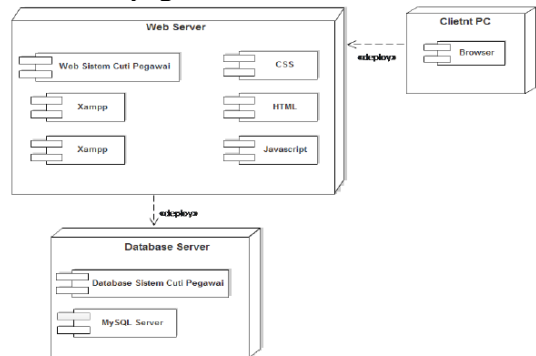 Web Server
Clietnt PC
Web Sistem Cuti Pegawai
CSS
Browser
«deploy»
Xampp
HTML
Xampp
Javascript
«deploy»
Database Server
Database Sistem Cuti Pegawai
MySQL Server